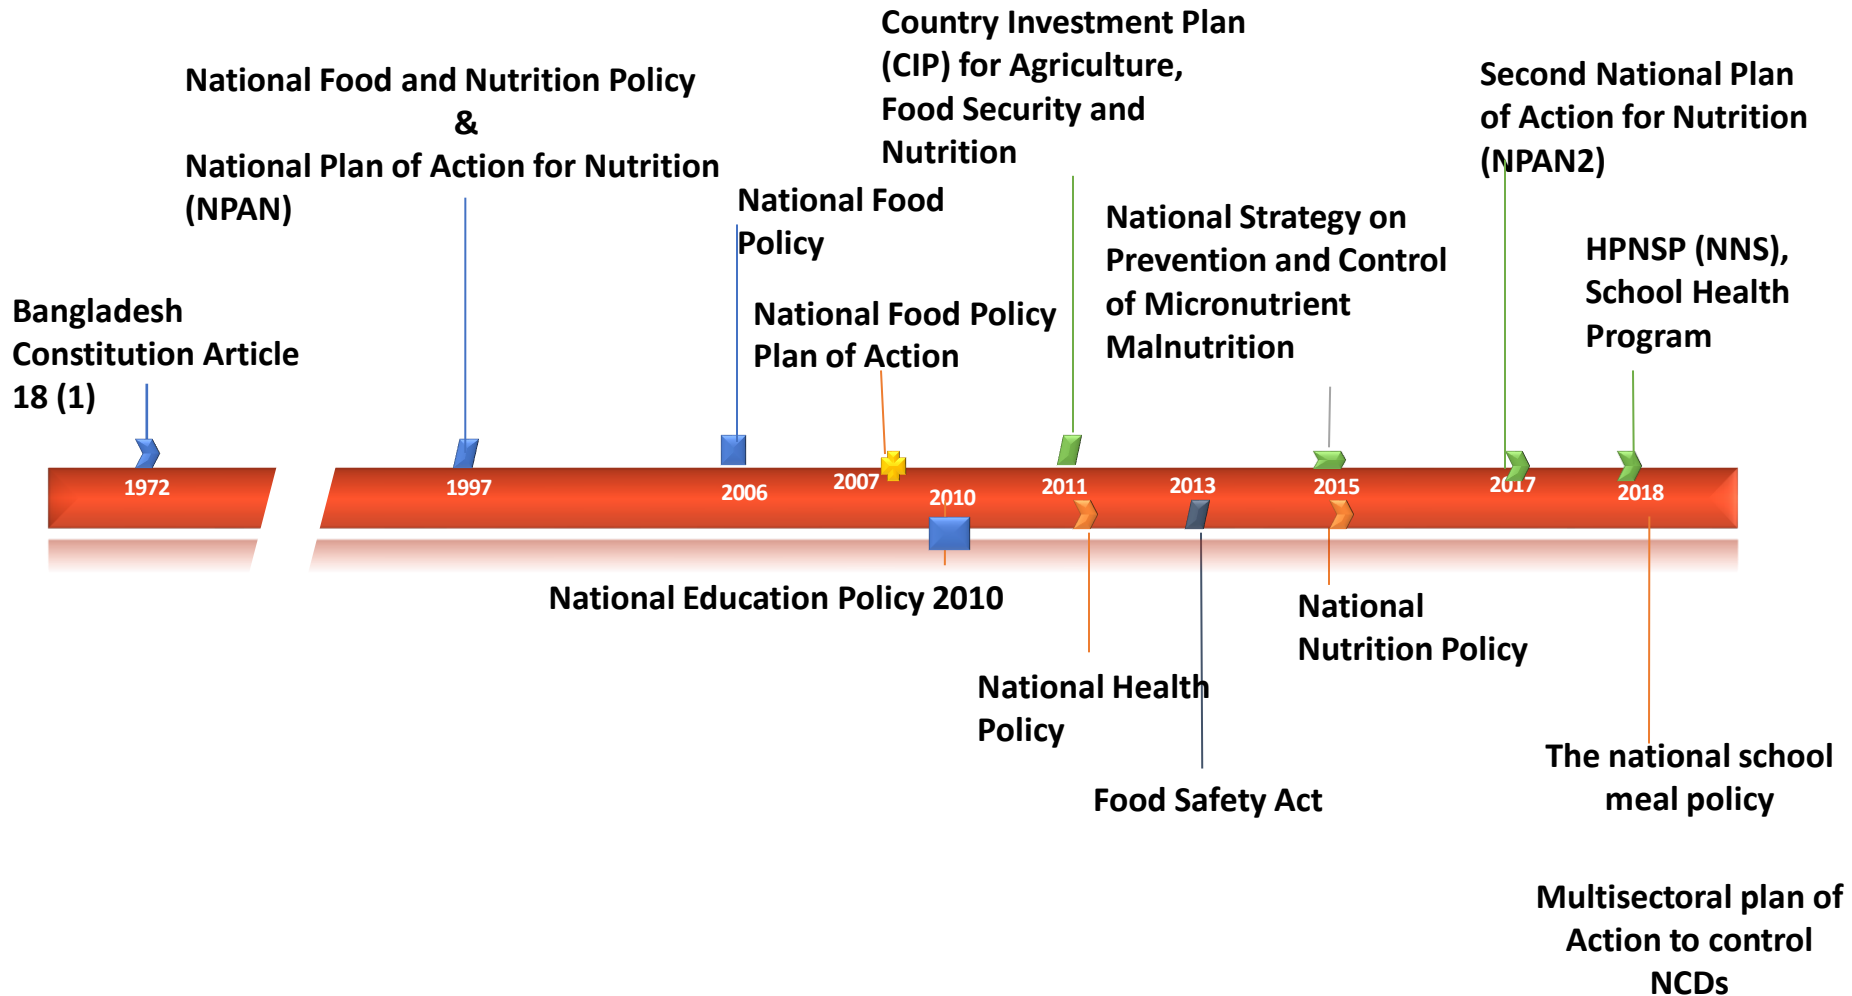 Country Investment Plan
(CIP) for Agriculture,
Food Security and
Nutrition
National Food and Nutrition Policy
&
National Plan of Action for Nutrition
(NPAN)
Second National Plan
of Action for Nutrition
(NPAN2)
National Food
Policy
National Strategy on
Prevention and Control
of Micronutrient
Malnutrition
HPNSP (NNS),
School Health
Program
Bangladesh
Constitution Article
18 (1)
National Food Policy
Plan of Action
1972
1997
2006
2007
2010
2011
2013
2015
2017
2018
National Education Policy 2010
National Health
Policy
Food Safety Act
National
Nutrition Policy
The national school
meal policy
Multisectoral plan of
Action to control
NCDs